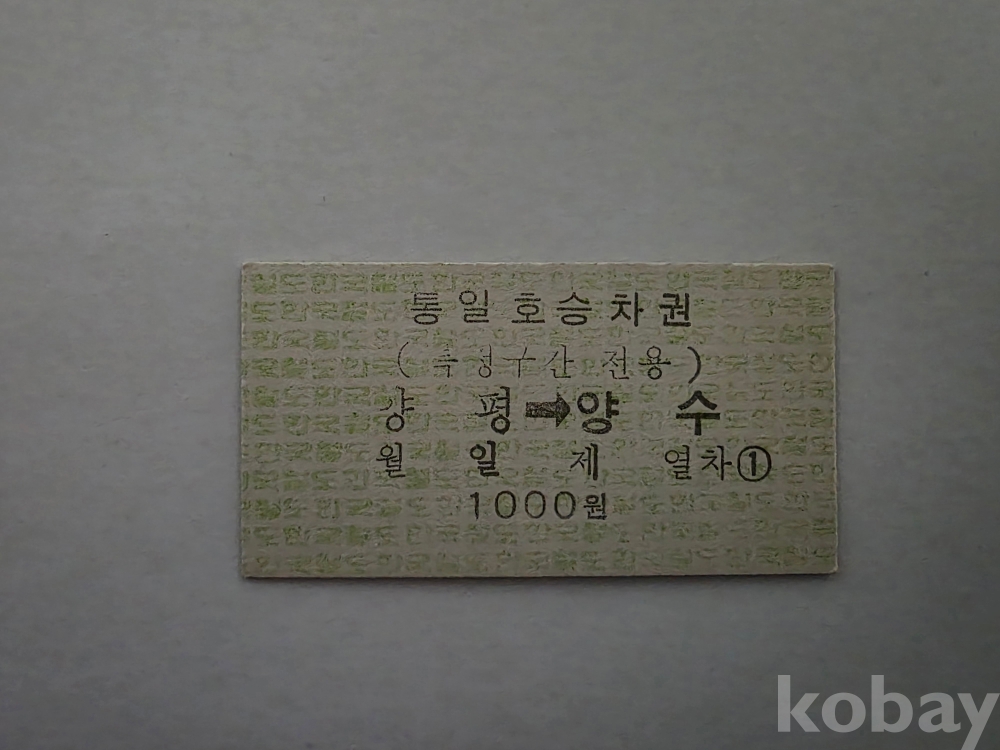 통일호승차권
(특정구간 전용)
양 평➡양 수
월 일 제 열차①
1000원
kobay